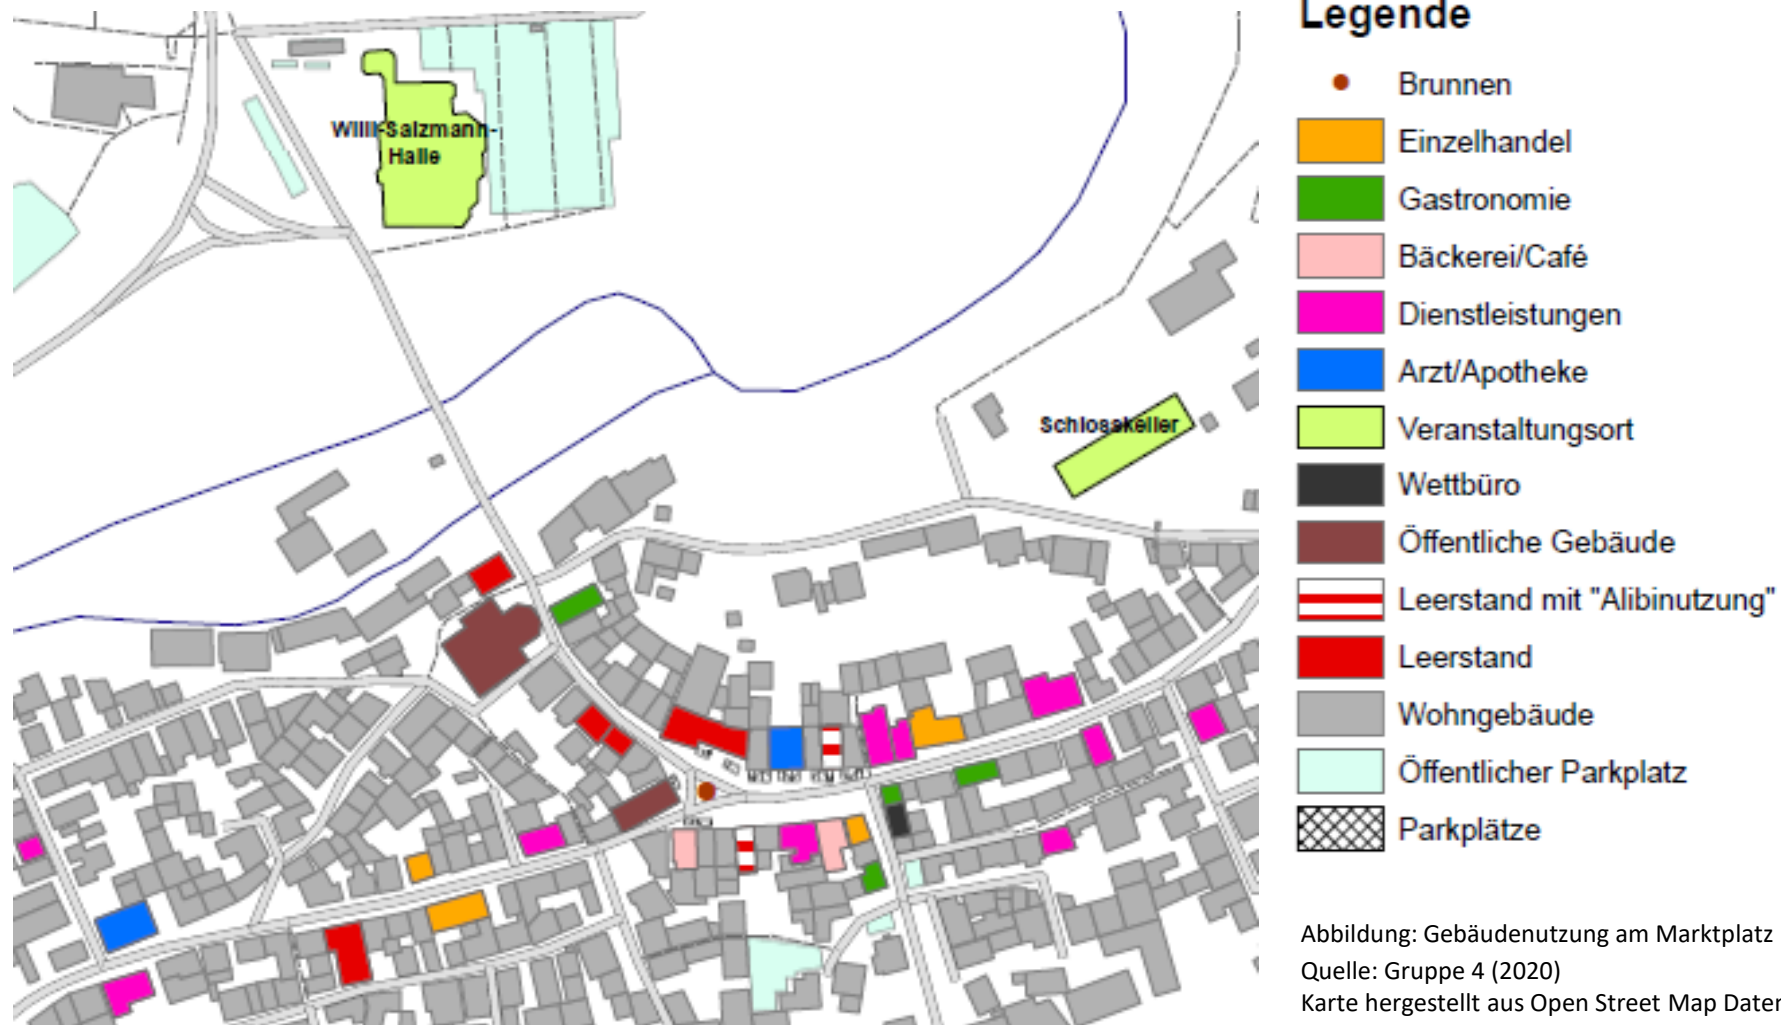 Legende
Brunnen
Einzelhandel
Gastronomie
Bäckerei/Café
Dienstleistungen
Arzt/Apotheke
Veranstaltungsort
Wettbüro
Öffentliche Gebäude
Leerstand mit "Alibinutzung"
Leerstand
Wohngebäude
Öffentlicher Parkplatz
Parkplätze
Willi-Salzmann-
Halle
Schlosskeller
Abbildung: Gebäudenutzung am Marktplatz
Quelle: Gruppe 4 (2020)
Karte hergestellt aus Open Street Map Daten